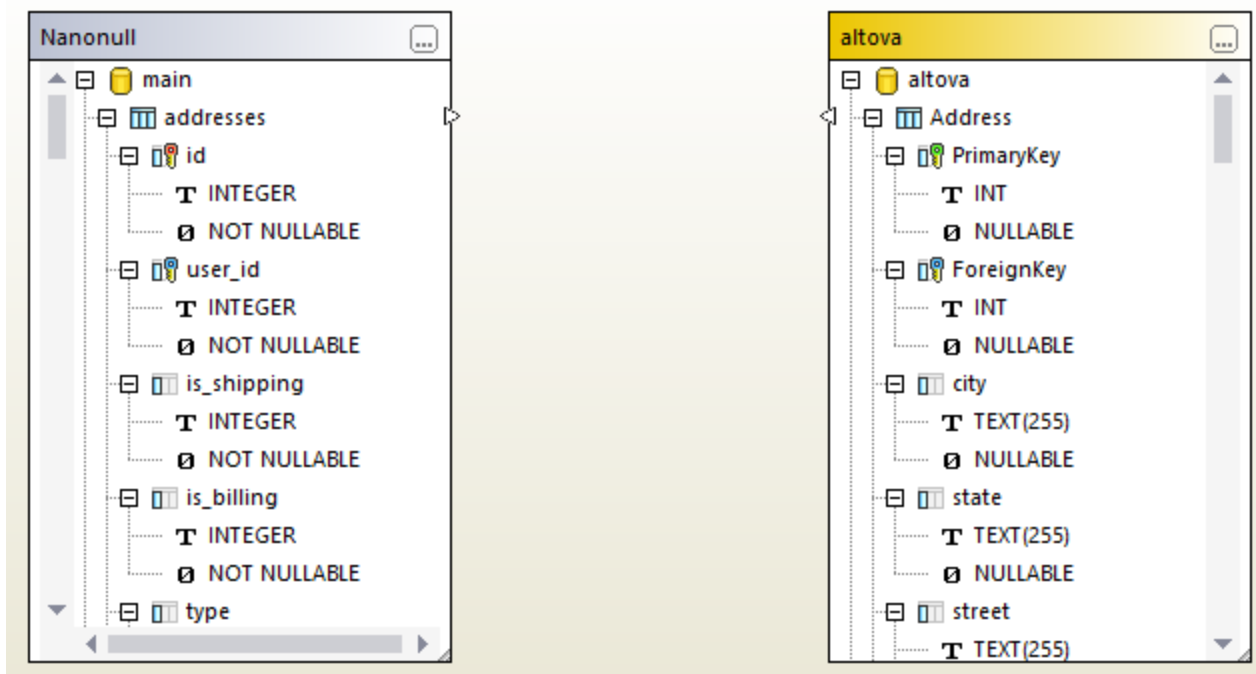 Nanonull
...
main
addresses
id
T INTEGER
NOT NULLABLE
user_id
T INTEGER
NOT NULLABLE
is_shipping
T INTEGER
NOT NULLABLE
is_billing
T INTEGER
NOT NULLABLE
type
altova
...
altova
Address
PrimaryKey
T INT
NULLABLE
ForeignKey
T INT
NULLABLE
city
T TEXT(255)
NULLABLE
state
T TEXT(255)
NULLABLE
street
T TEXT(255)